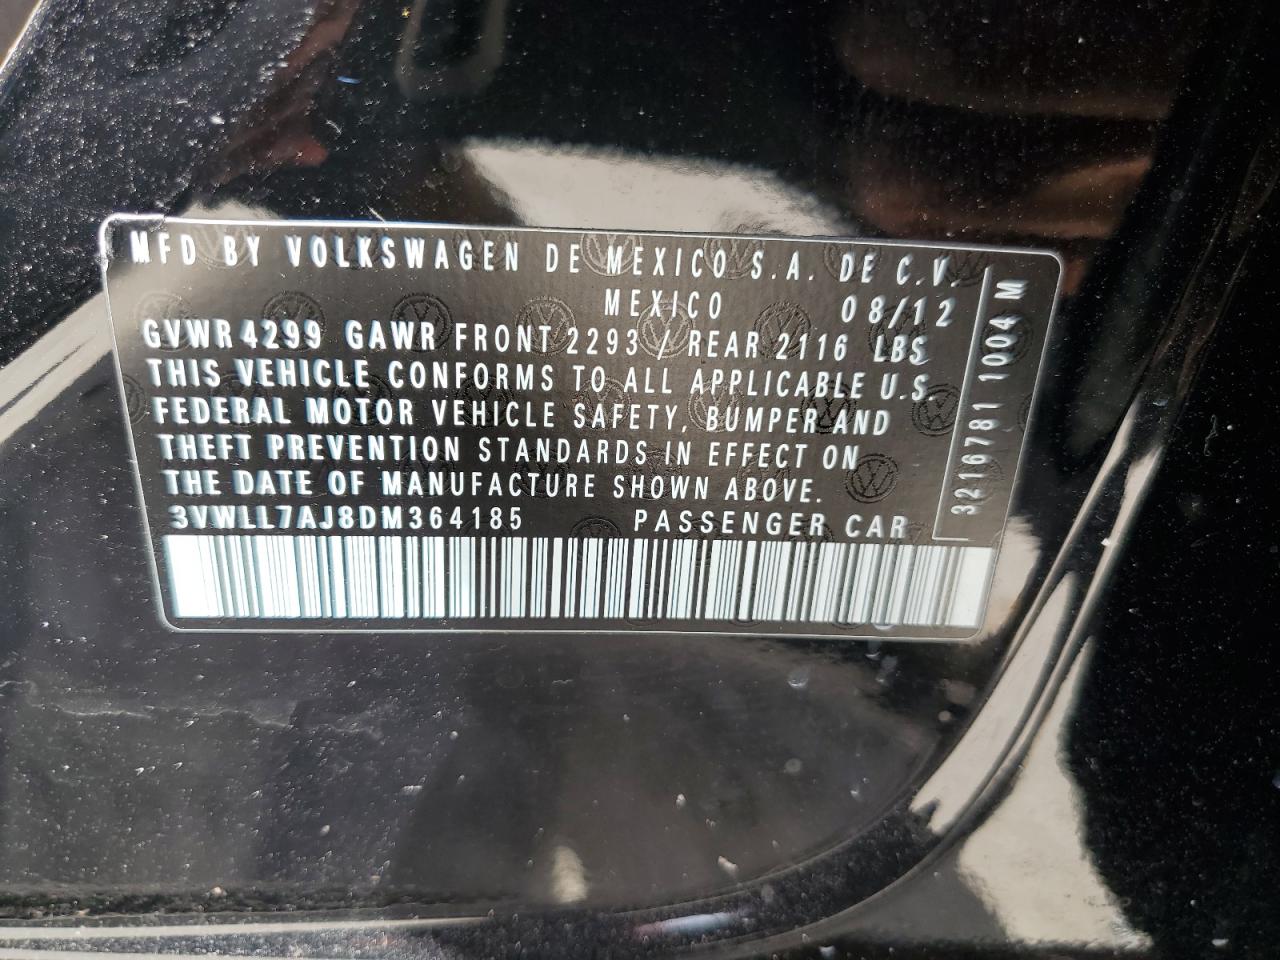 MFD BY VOLKSWAGEN DE MEXICO S.A. DE C.V.
MEXICO 08/12
GVWR 4299 GAWR FRONT 2293 / REAR 2116 LBS
THIS VEHICLE CONFORMS TO ALL APPLICABLE U.S.
FEDERAL MOTOR VEHICLE SAFETY, BUMPER AND
THEFT PREVENTION STANDARDS IN EFFECT ON
THE DATE OF MANUFACTURE SHOWN ABOVE.
3VWLL7AJ8DM364185 PASSENGER CAR
3216781 1004 M